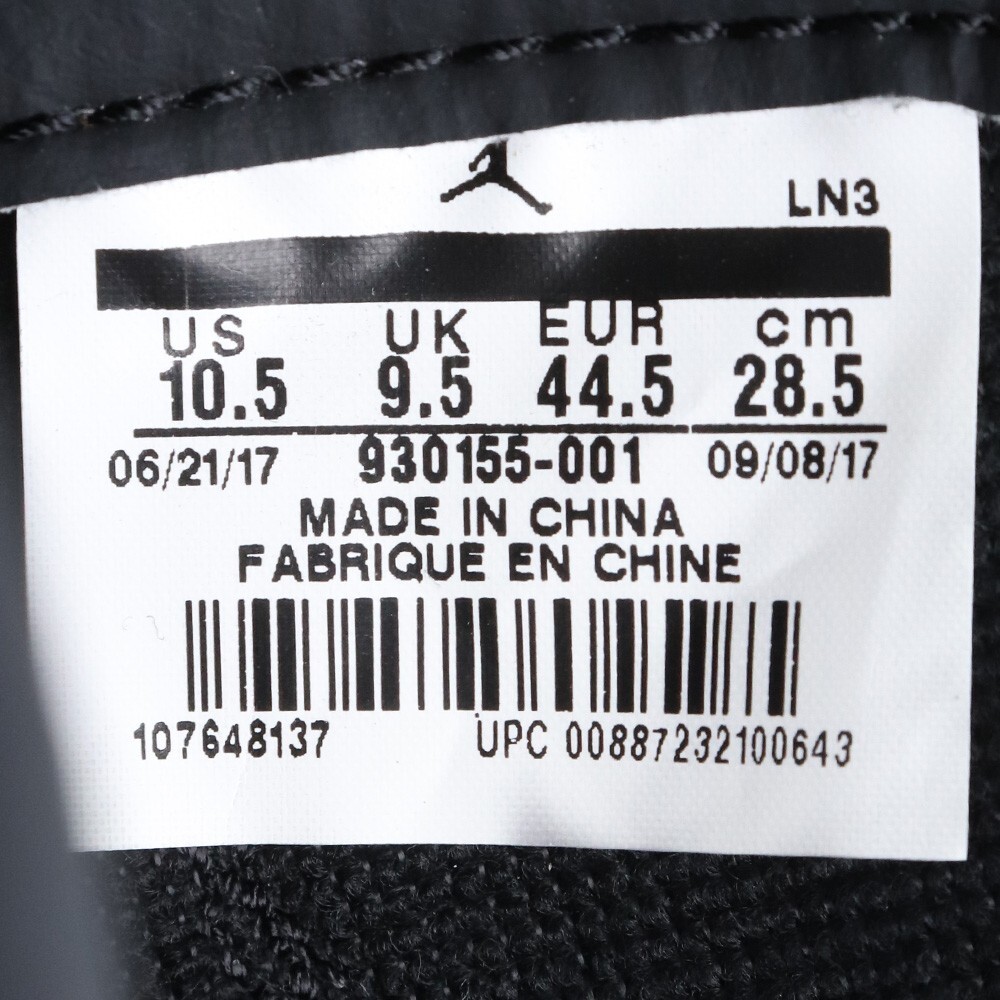 LN3
US UK EUR cm
10.5 9.5 44.5 28.5
06/21/17 930155-001 09/08/17
MADE IN CHINA
FABRIQUE EN CHINE
107648137 UPC 00887232100643